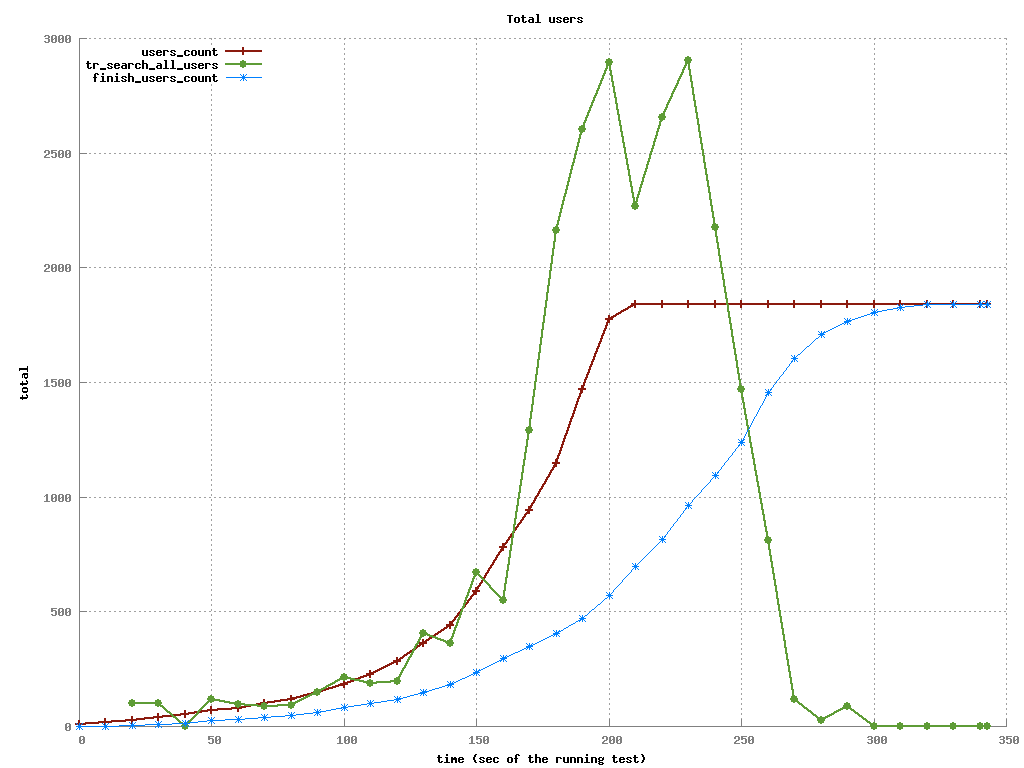 Total users
users_count
tr_search_all_users
finish_users_count
3000
2500
2000
1500
1000
500
0
total
0 50 100 150 200 250 300 350
time (sec of the running test)